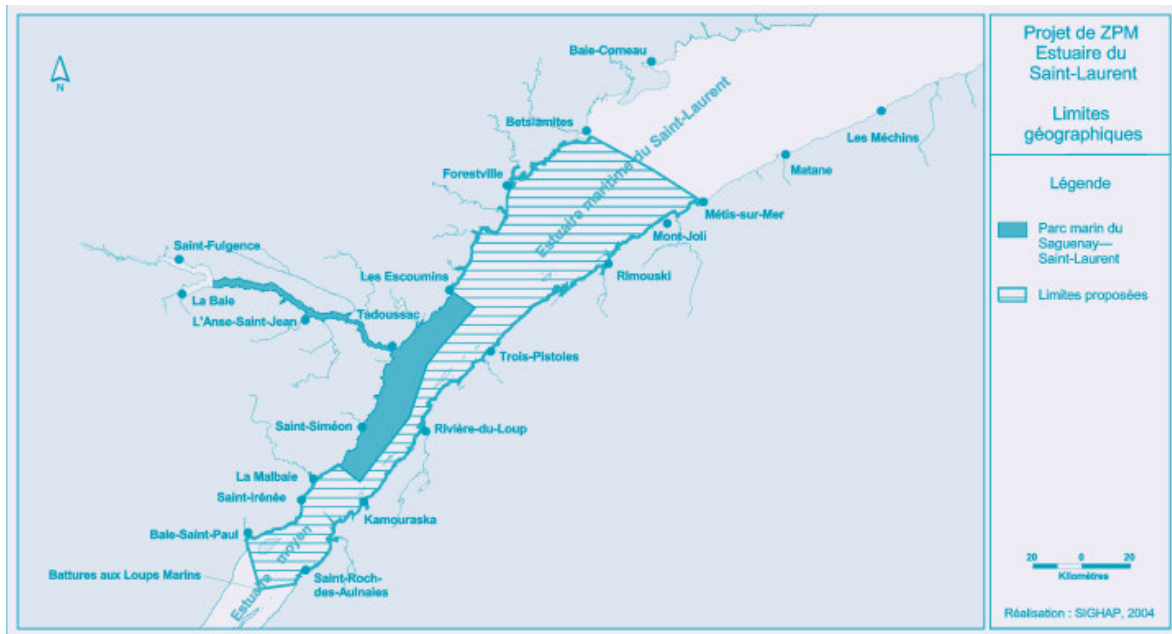 Projet de ZPM
Estuaire du
Saint-Laurent
Limites
géographiques
Légende
Parc marin du
Saguenay—
Saint-Laurent
Limites proposées
20 0 20
Kilomètres
Réalisation : SIGHAP, 2004
N
Baie-Comeau
Betsiamites
Les Méchins
Matane
Forestville
Estuaire maritime du Saint-Laurent
Métis-sur-Mer
Mont-Joli
Saint-Fulgence
Rimouski
Les Escoumins
La Baie
L'Anse-Saint-Jean
Tadoussac
Trois-Pistoles
Saint-Siméon
Rivière-du-Loup
La Malbaie
Saint-Irénée
Kamouraska
Baie-Saint-Paul
Estuaire moyen
Battures aux Loups Marins
Saint-Roch-
des-Aulnaies